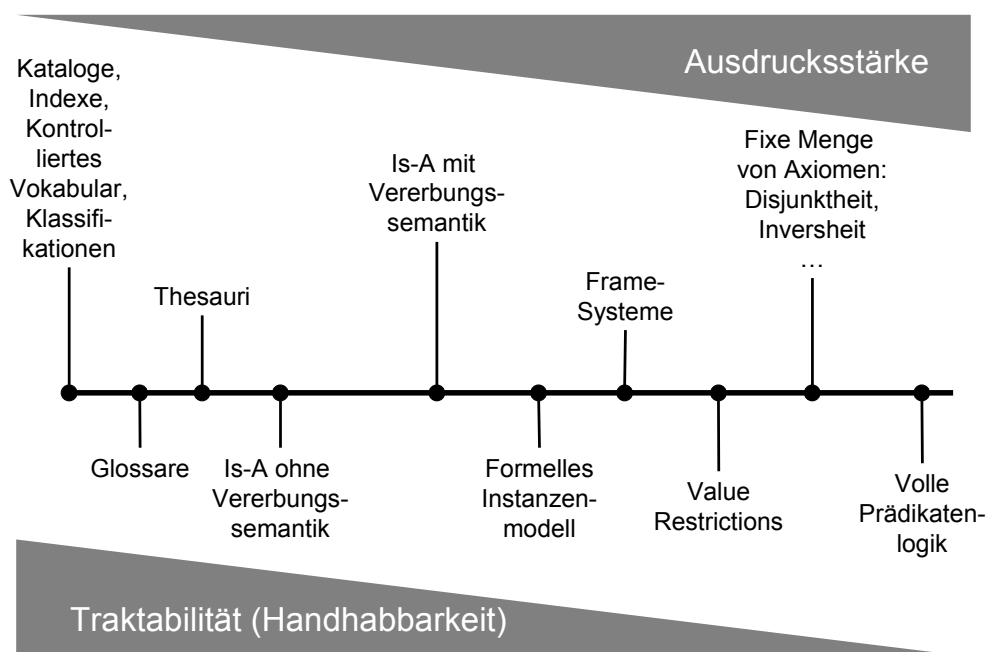 Ausdrucksstärke
Kataloge,
Indexe,
Kontrol-
liertes
Vokabular,
Klassifi-
kationen
Thesauri
Is-A mit
Vererbungs-
semantik
Frame-
Systeme
Fixe Menge
von Axiomen:
Disjunktheit,
Inversheit
…
Glossare
Is-A ohne
Vererbungs-
semantik
Formelles
Instanzen-
modell
Value
Restrictions
Volle
Prädikaten-
logik
Traktabilität (Handhabbarkeit)